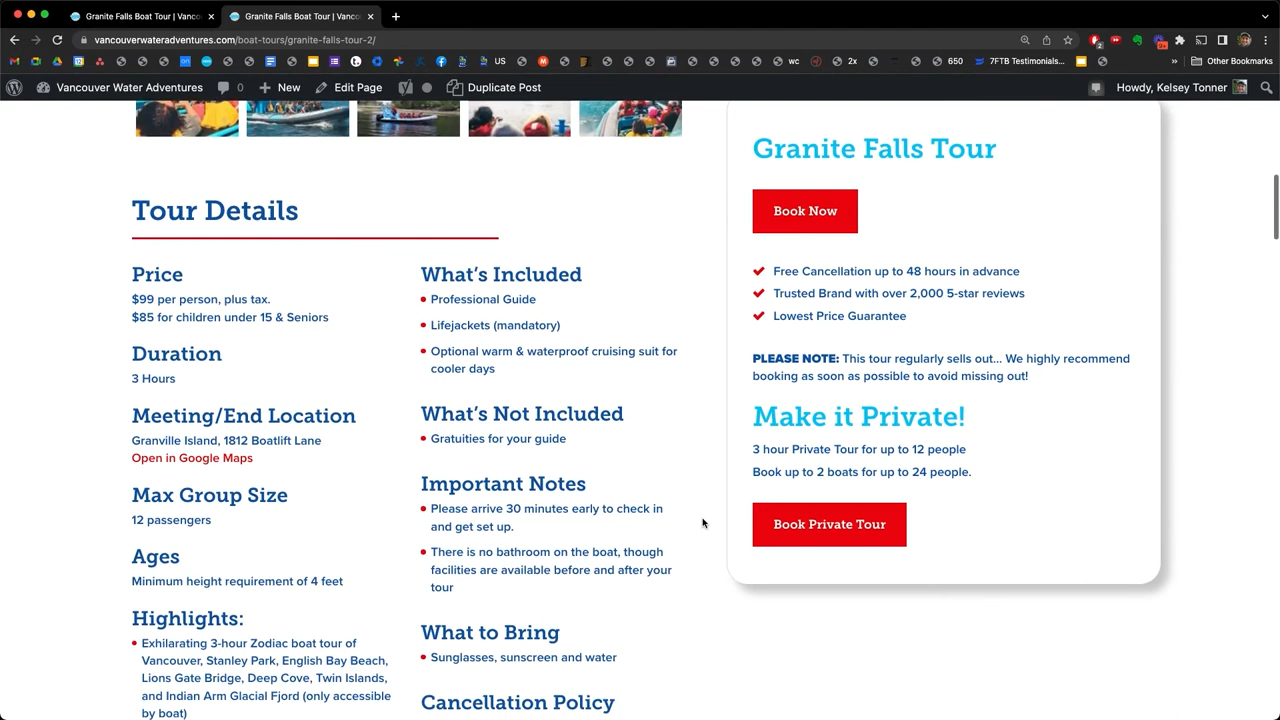 Granite Falls Boat Tour | Vanco
Granite Falls Boat Tour | Vanco
vancouverwateradventures.com/boat-tours/granite-falls-tour-2/
US
2x
wc
650
7FTB Testimonials...
Other Bookmarks
Vancouver Water Adventures
0
New
Edit Page
Duplicate Post
Howdy, Kelsey Tonner
Tour Details
Price
$99 per person, plus tax.
$85 for children under 15 & Seniors
Duration
3 Hours
Meeting/End Location
Granville Island, 1812 Boatlift Lane
Open in Google Maps
Max Group Size
12 passengers
Ages
Minimum height requirement of 4 feet
Highlights:
Exhilarating 3-hour Zodiac boat tour of
Vancouver, Stanley Park, English Bay Beach,
Lions Gate Bridge, Deep Cove, Twin Islands,
and Indian Arm Glacial Fjord (only accessible
by boat)
What's Included
Professional Guide
Lifejackets (mandatory)
Optional warm & waterproof cruising suit for
cooler days
What's Not Included
Gratuities for your guide
Important Notes
Please arrive 30 minutes early to check in
and get set up.
There is no bathroom on the boat, though
facilities are available before and after your
tour
What to Bring
Sunglasses, sunscreen and water
Cancellation Policy
Granite Falls Tour
Book Now
Free Cancellation up to 48 hours in advance
Trusted Brand with over 2,000 5-star reviews
Lowest Price Guarantee
PLEASE NOTE: This tour regularly sells out... We highly recommend
booking as soon as possible to avoid missing out!
Make it Private!
3 hour Private Tour for up to 12 people
Book up to 2 boats for up to 24 people.
Book Private Tour